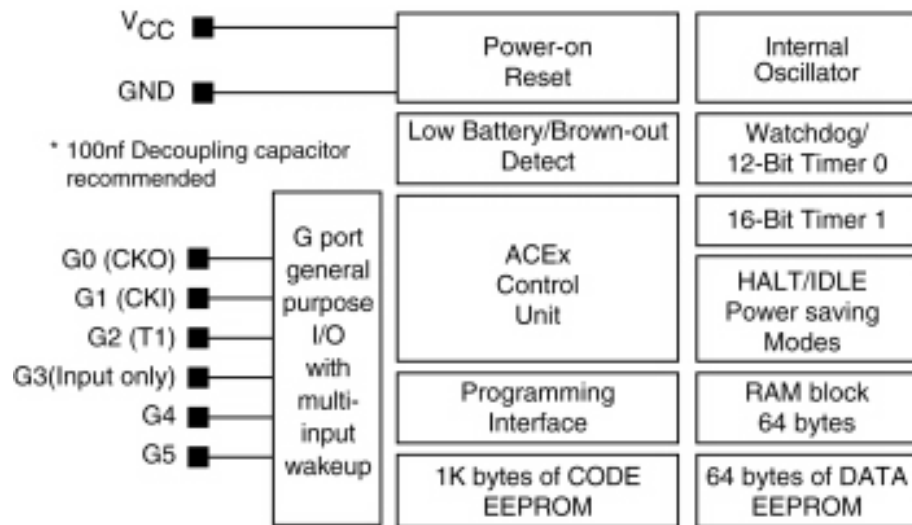 VCC
GND
* 100nf Decoupling capacitor
recommended
G0 (CKO)
G1 (CKI)
G2 (T1)
G3(Input only)
G4
G5
G port
general
purpose
I/O
with
multi-
input
wakeup
Power-on
Reset
Low Battery/Brown-out
Detect
ACEx
Control
Unit
Programming
Interface
1K bytes of CODE
EEPROM
Internal
Oscillator
Watchdog/
12-Bit Timer 0
16-Bit Timer 1
HALT/IDLE
Power saving
Modes
RAM block
64 bytes
64 bytes of DATA
EEPROM